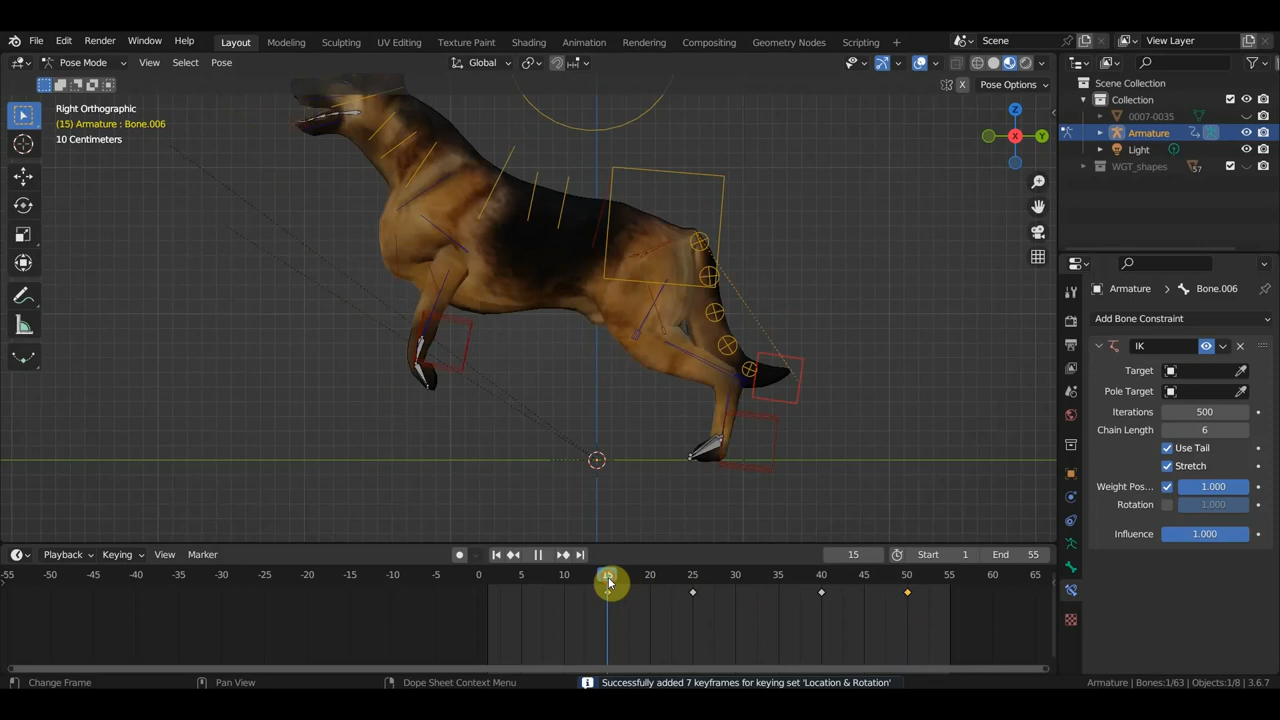 File Edit Render Window Help
Layout Modeling Sculpting UV Editing Texture Paint Shading Animation Rendering Compositing Geometry Nodes Scripting +
Scene
View Layer
Pose Mode View Select Pose
Global
X Pose Options
Right Orthographic
(15) Armature : Bone.006
10 Centimeters
Z
X
Y
Scene Collection
Collection
0007-0035
Armature
Light
WGT_shapes 57
Armature > Bone.006
Add Bone Constraint
IK
Target
Pole Target
Iterations 500
Chain Length 6
Use Tail
Stretch
Weight Pos... 1.000
Rotation 1.000
Influence 1.000
Playback Keying View Marker
15 Start 1 End 55
-55 -50 -45 -40 -35 -30 -25 -20 -15 -10 -5 0 5 10 15 20 25 30 35 40 45 50 55 60 65
Change Frame Pan View Dope Sheet Context Menu
Successfully added 7 keyframes for keying set 'Location & Rotation'
Armature | Bones:1/63 | Objects:1/8 | 3.6.7